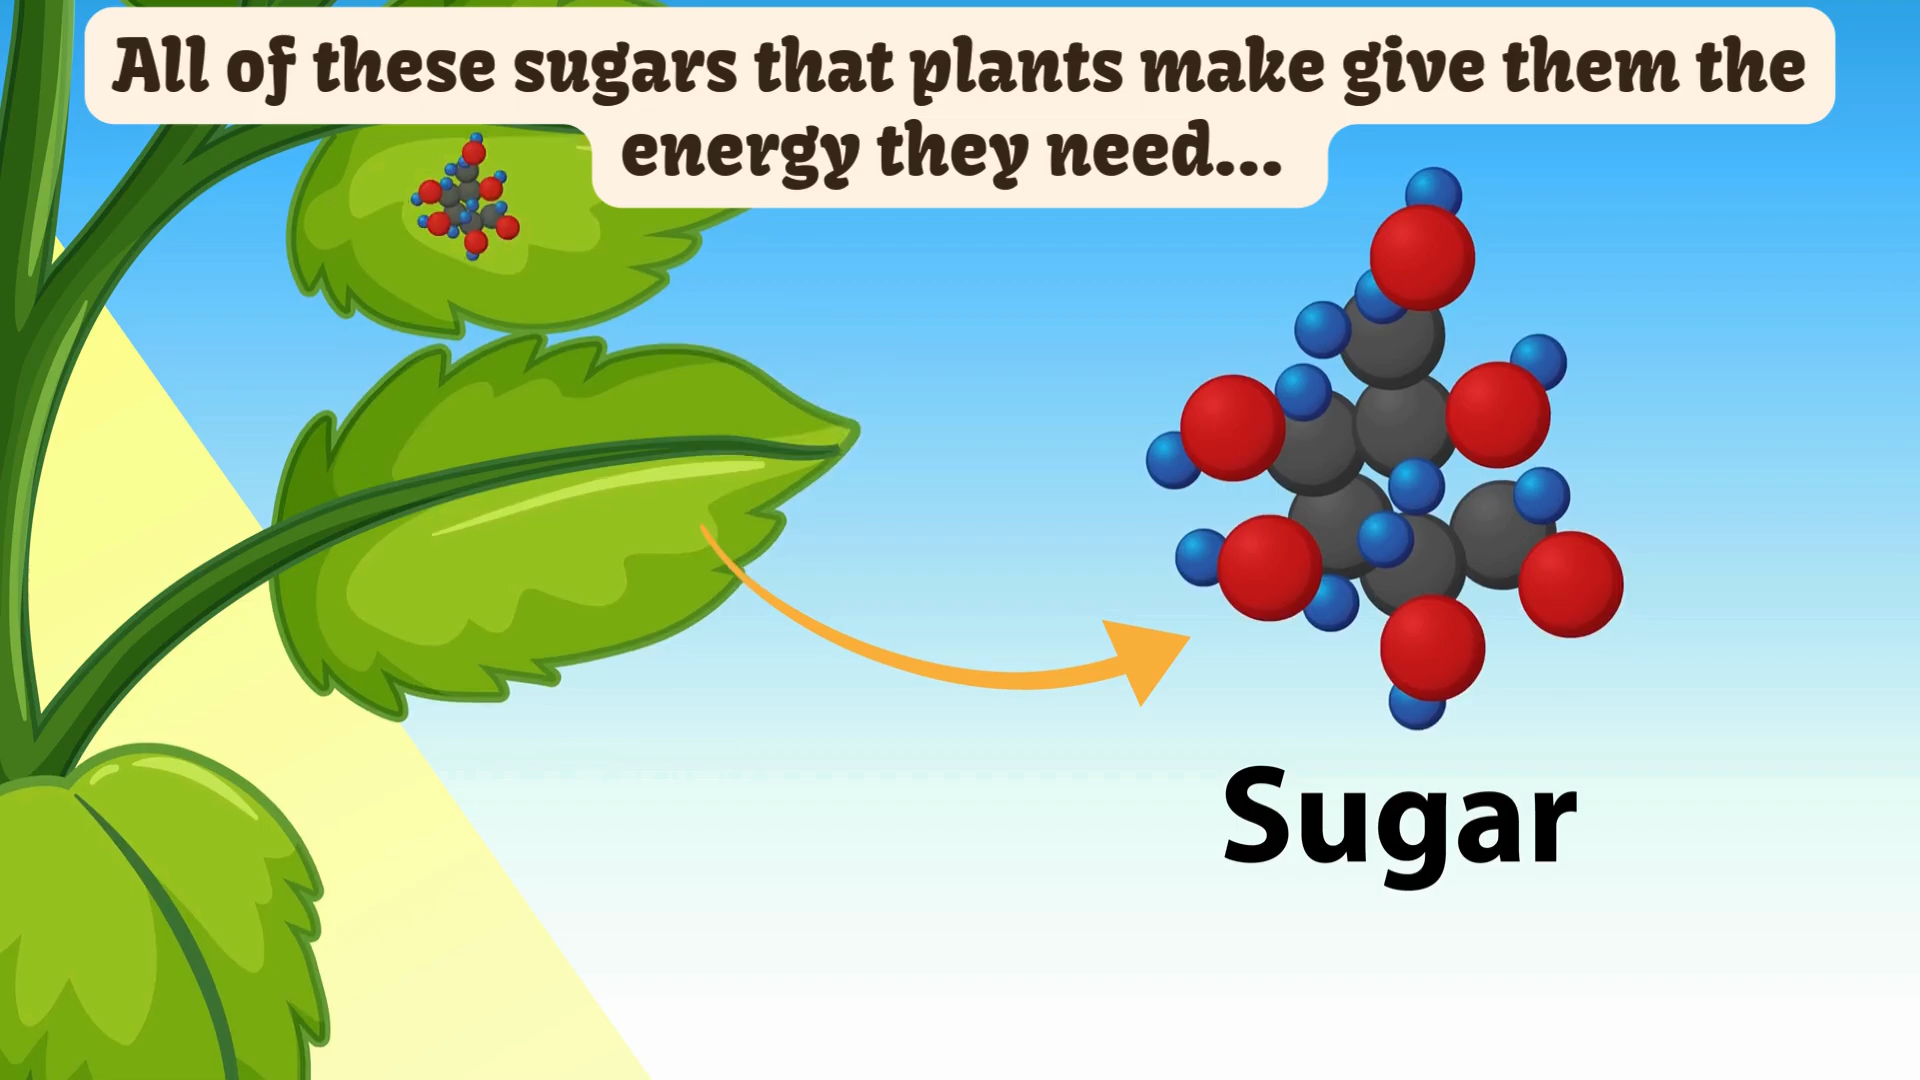 All of these sugars that plants make give them the
energy they need...
Sugar